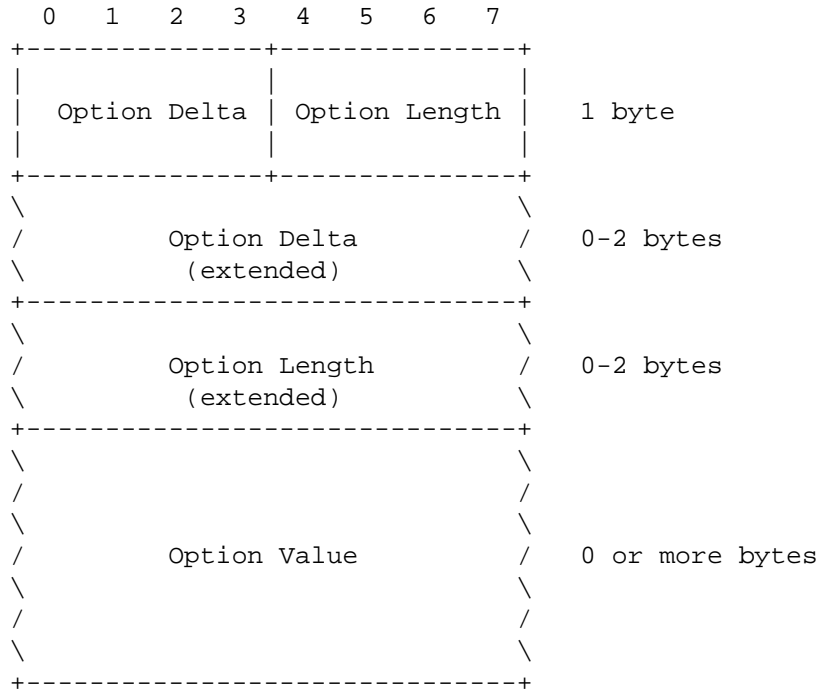 0 1 2 3 4 5 6 7
+---------------+---------------+
| | |
| Option Delta | Option Length | 1 byte
| | |
+---------------+---------------+
\ \
/ Option Delta / 0-2 bytes
\ (extended) \
+-------------------------------+
\ \
/ Option Length / 0-2 bytes
\ (extended) \
+-------------------------------+
\ \
/ /
\ \
/ Option Value / 0 or more bytes
\ \
/ /
\ \
+-------------------------------+